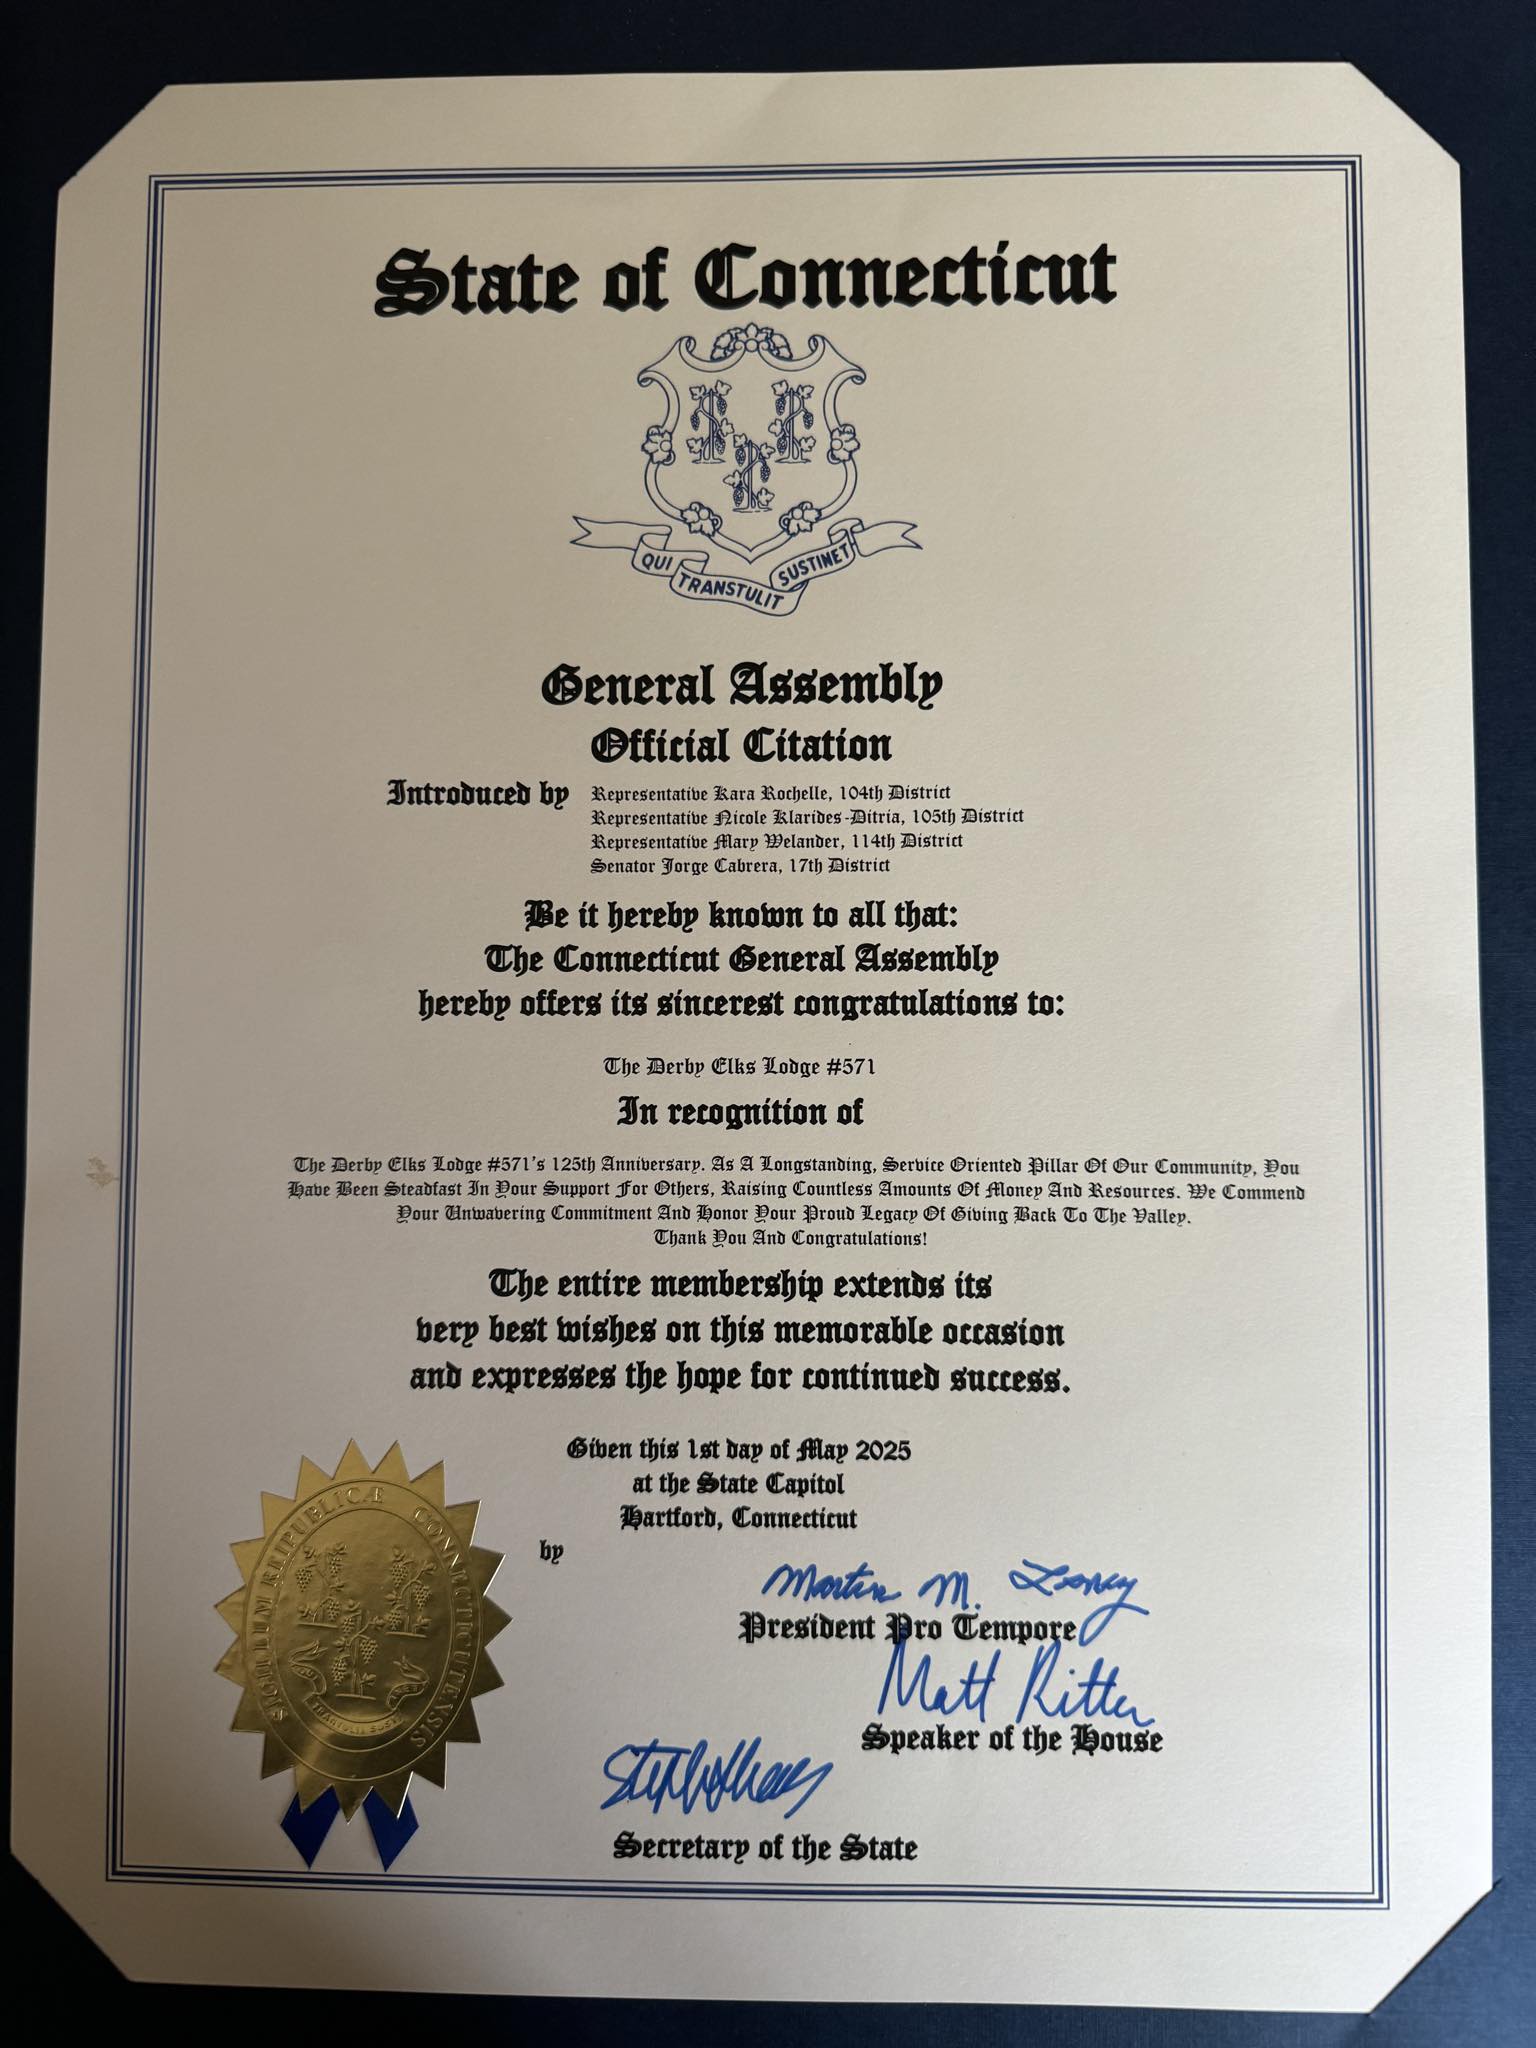 State of Connecticut
QUI TRANSTULIT SUSTINET
General Assembly
Official Citation
Introduced by
Representative Kara Rochelle, 104th District
Representative Nicole Klarides-Ditria, 105th District
Representative Mary Welander, 114th District
Senator Jorge Cabrera, 17th District
Be it hereby known to all that:
The Connecticut General Assembly
hereby offers its sincerest congratulations to:
The Derby Elks Lodge #571
In recognition of
The Derby Elks Lodge #571's 125th Anniversary. As A Longstanding, Service Oriented Pillar Of Our Community, You
Have Been Steadfast In Your Support For Others, Raising Countless Amounts Of Money And Resources. We Commend
Your Unwavering Commitment And Honor Your Proud Legacy Of Giving Back To The Valley.
Thank You And Congratulations!
The entire membership extends its
very best wishes on this memorable occasion
and expresses the hope for continued success.
Given this 1st day of May 2025
at the State Capitol
Hartford, Connecticut
by
Martin M. Looney
President Pro Tempore
Matt Ritter
Speaker of the House
Secretary of the State
SIGILLUM REIPUBLICÆ CONNECTICUTENSIS